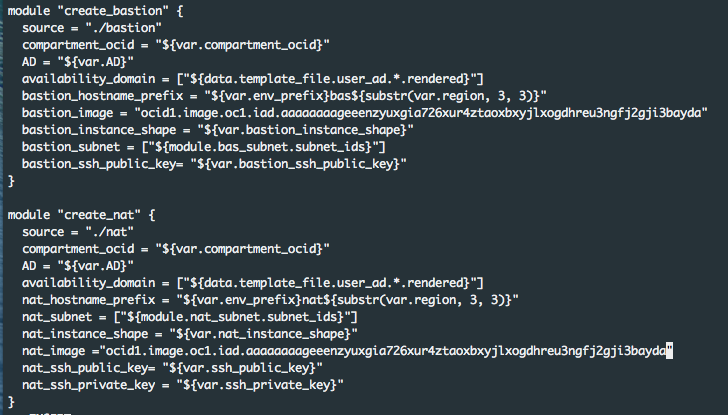 module "create_bastion" {
source = "./bastion"
compartment_ocid = "${var.compartment_ocid}"
AD = "${var.AD}"
availability_domain = ["${data.template_file.user_ad.*.rendered}"]
bastion_hostname_prefix = "${var.env_prefix}bas${substr(var.region, 3, 3)}"
bastion_image = "ocid1.image.oc1.iad.aaaaaaaageeenzyuxgia726xur4ztaoxbxyjlxogdhreu3ngfj2gji3bayda"
bastion_instance_shape = "${var.bastion_instance_shape}"
bastion_subnet = ["${module.bas_subnet.subnet_ids}"]
bastion_ssh_public_key= "${var.bastion_ssh_public_key}"
}
module "create_nat" {
source = "./nat"
compartment_ocid = "${var.compartment_ocid}"
AD = "${var.AD}"
availability_domain = ["${data.template_file.user_ad.*.rendered}"]
nat_hostname_prefix = "${var.env_prefix}nat${substr(var.region, 3, 3)}"
nat_subnet = ["${module.nat_subnet.subnet_ids}"]
nat_instance_shape = "${var.nat_instance_shape}"
nat_image ="ocid1.image.oc1.iad.aaaaaaaageeenzyuxgia726xur4ztaoxbxyjlxogdhreu3ngfj2gji3bayda"
nat_ssh_public_key= "${var.ssh_public_key}"
nat_ssh_private_key = "${var.ssh_private_key}"
}